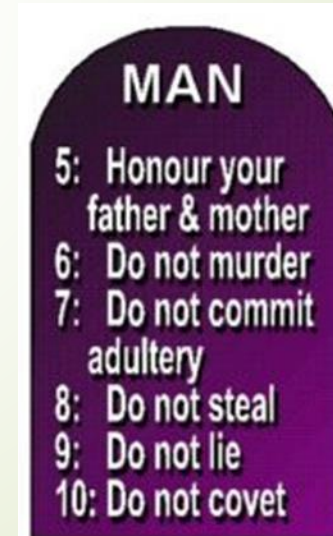 MAN
5: Honour your
father & mother
6: Do not murder
7: Do not commit
adultery
8: Do not steal
9: Do not lie
10: Do not covet